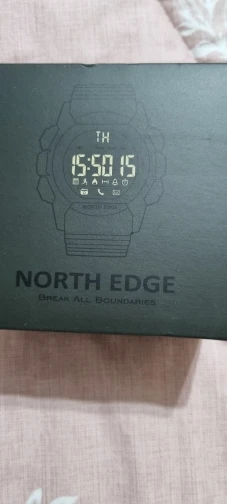 TH
15:50 15
NORTH EDGE
NORTH EDGE
BREAK ALL BOUNDARIES